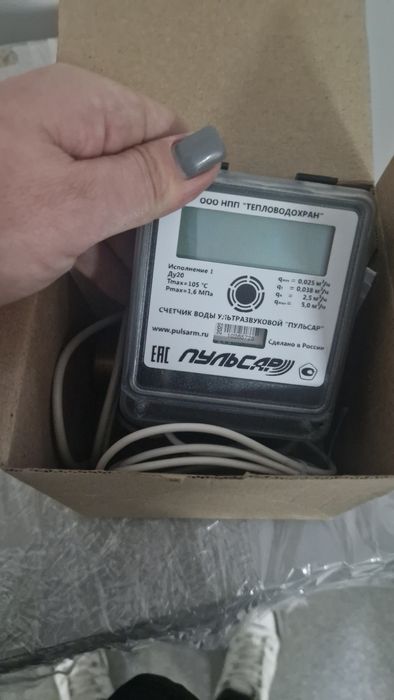 ООО НПП "ТЕПЛОВОДОХРАН"
Исполнение 1
Ду20
Tmax=105 °C
Pmax=1,6 МПа
qmin = 0,025 м³/ч
qt = 0,038 м³/ч
qn = 2,5 м³/ч
qmax = 5,0 м³/ч
СЧЕТЧИК ВОДЫ УЛЬТРАЗВУКОВОЙ "ПУЛЬСАР"
www.pulsarm.ru
Сделано в России
ЕАС ПУЛЬСАР